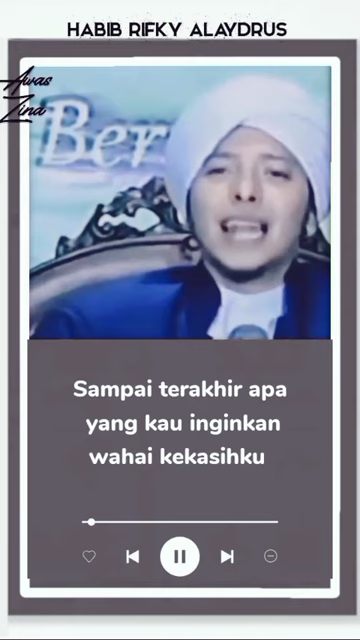 HABIB RIFKY ALAYDRUS
Awas
Zina
Ber
Sampai terakhir apa
yang kau inginkan
wahai kekasihku